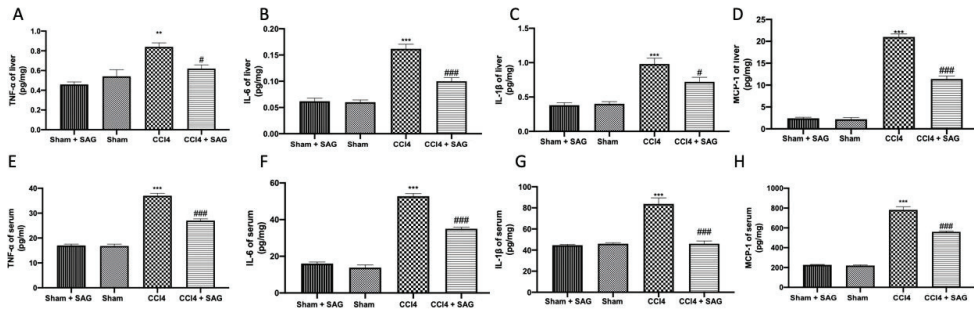 A
TNF-α of liver
(pg/mg)
1.0
0.8
0.6
0.4
0.2
0.0
**
#
Sham + SAG Sham CCl4 CCl4 + SAG
B
IL-6 of liver
(pg/mg)
0.20
0.15
0.10
0.05
0.00
***
###
Sham + SAG Sham CCl4 CCl4 + SAG
C
IL-1β of liver
(pg/mg)
1.5
1.0
0.5
0.0
***
#
Sham + SAG Sham CCl4 CCl4 + SAG
D
MCP-1 of liver
(pg/mg)
25
20
15
10
5
0
***
###
Sham + SAG Sham CCl4 CCl4 + SAG
E
TNF-α of serum
(pg/ml)
40
30
20
10
0
***
###
Sham + SAG Sham CCl4 CCl4 + SAG
F
IL-6 of serum
(pg/mg)
60
40
20
0
***
###
Sham + SAG Sham CCl4 CCl4 + SAG
G
IL-1β of serum
(pg/mg)
100
80
60
40
20
0
***
###
Sham + SAG Sham CCl4 CCl4 + SAG
H
MCP-1 of serum
(pg/mg)
1000
800
600
400
200
0
***
###
Sham + SAG Sham CCl4 CCl4 + SAG